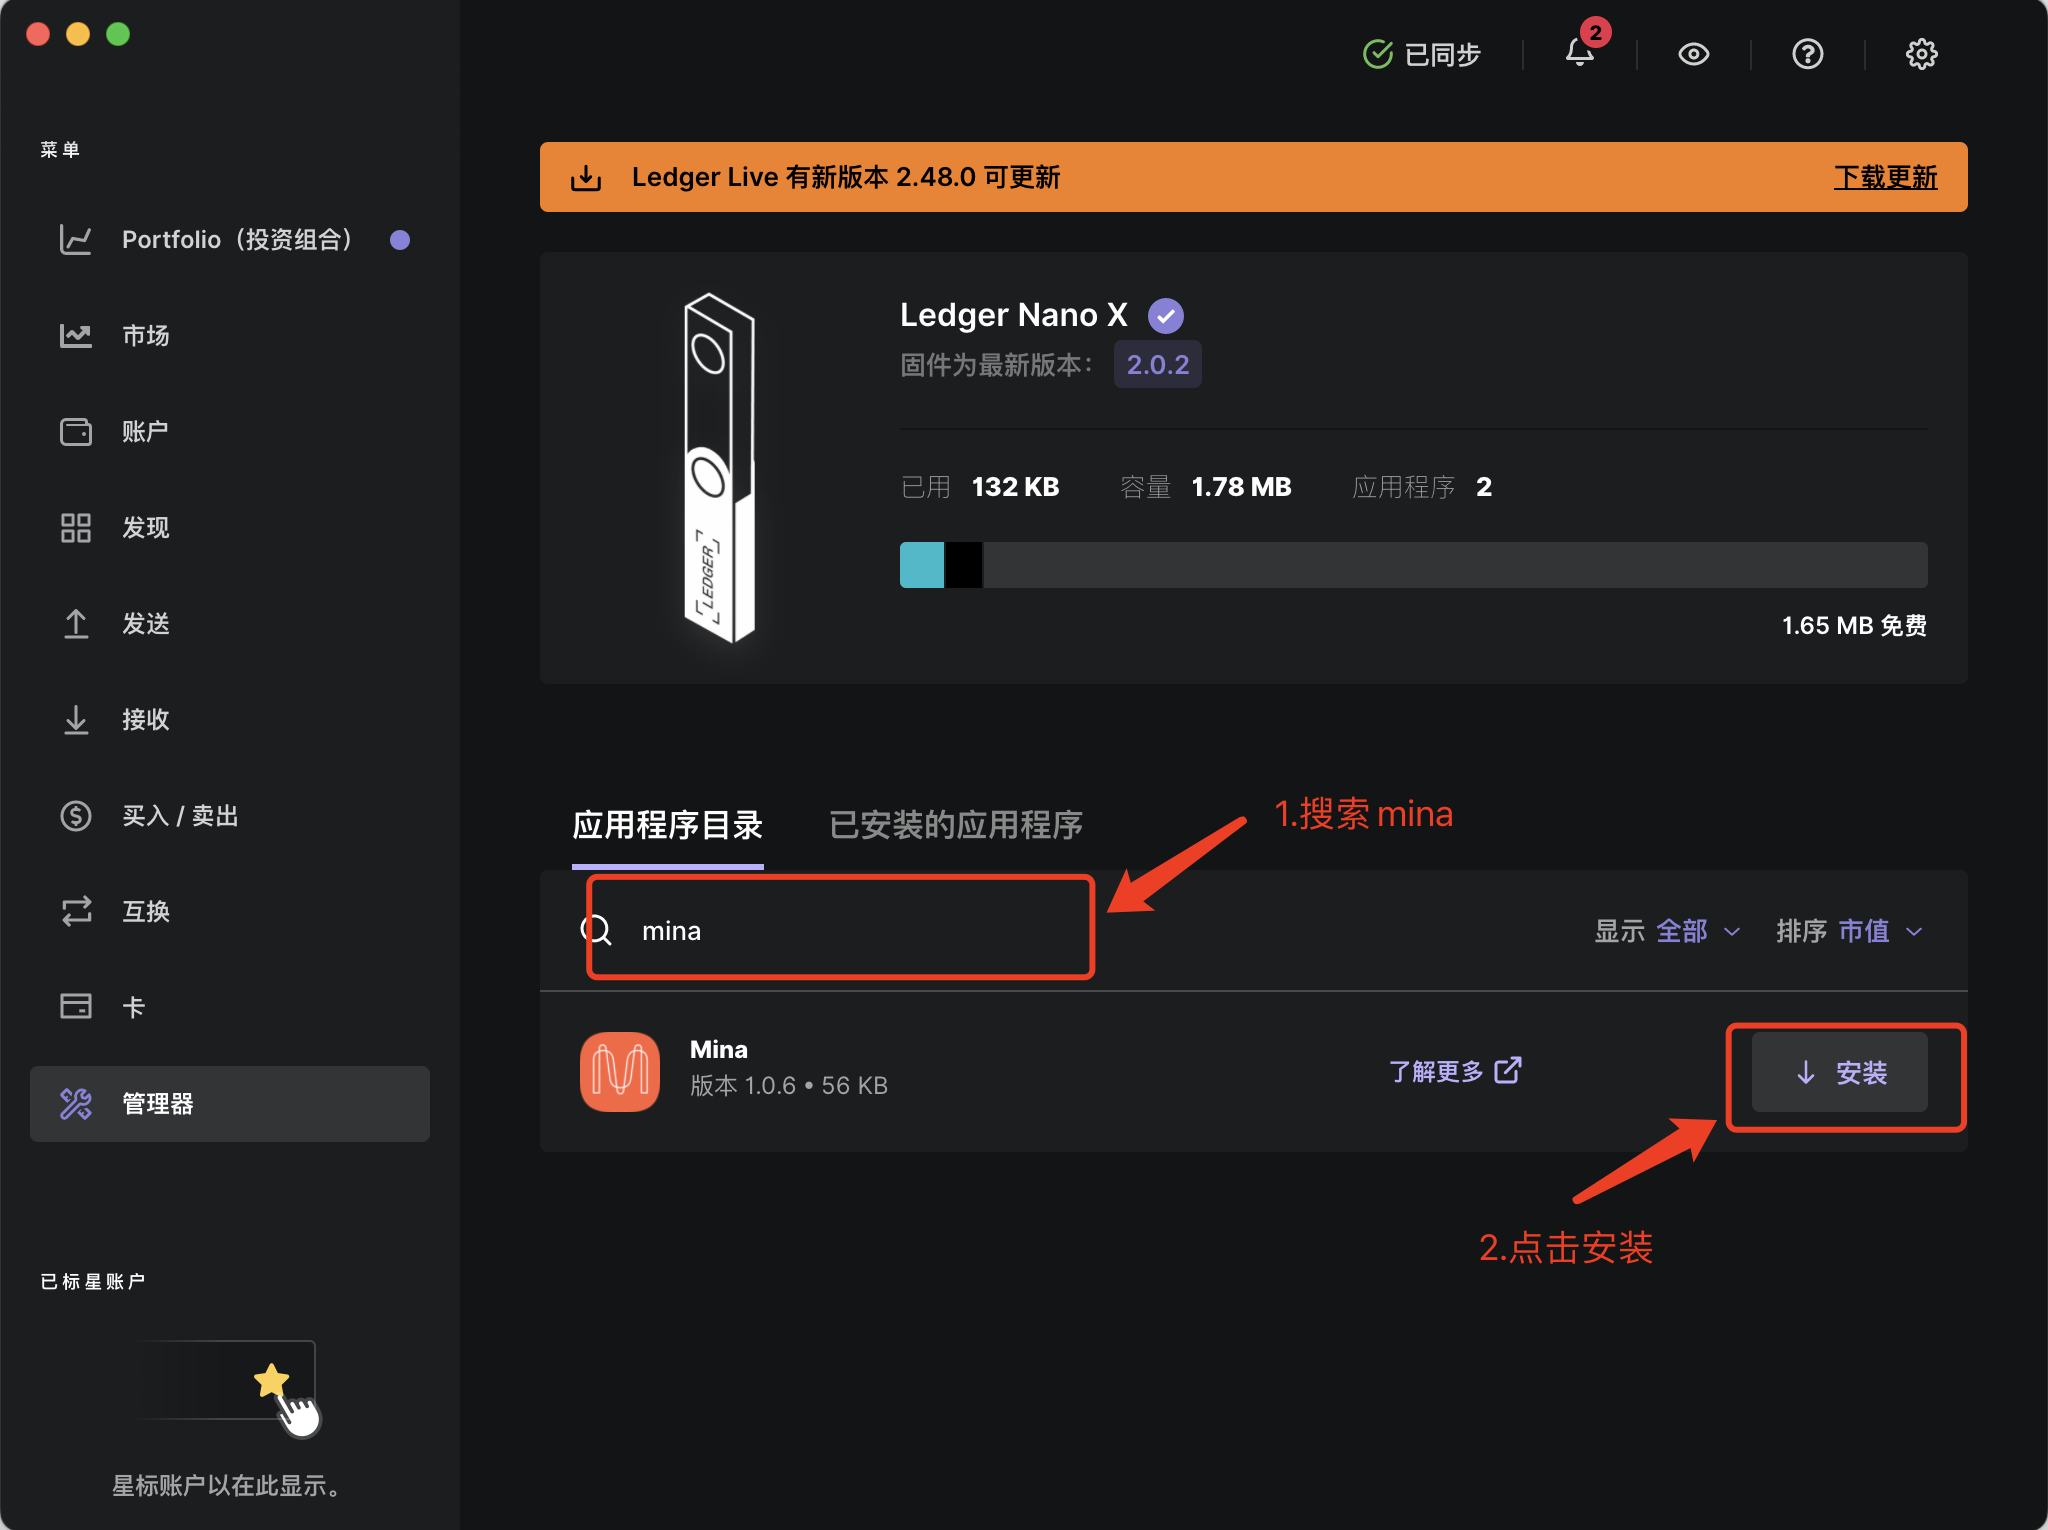 已同步
2
菜单
Portfolio（投资组合）
市场
账户
发现
发送
接收
买入 / 卖出
互换
卡
管理器
已标星账户
星标账户以在此显示。
Ledger Live 有新版本 2.48.0 可更新
下载更新
Ledger Nano X
固件为最新版本： 2.0.2
已用 132 KB 容量 1.78 MB 应用程序 2
LEDGER
1.65 MB 免费
应用程序目录 已安装的应用程序
1.搜索 mina
mina
显示 全部 排序 市值
Mina
版本 1.0.6 • 56 KB
了解更多
安装
2.点击安装